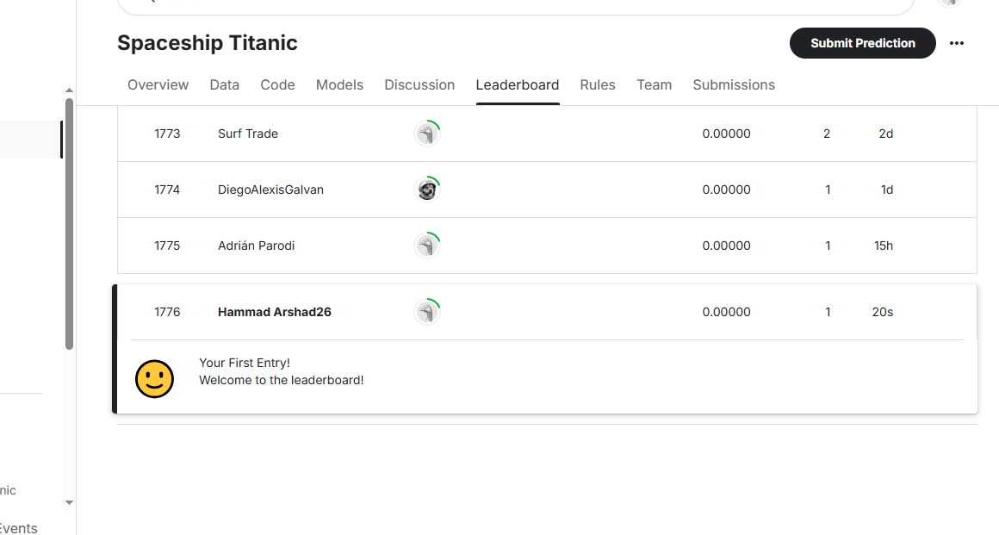 Spaceship Titanic
Submit Prediction
Overview Data Code Models Discussion Leaderboard Rules Team Submissions
1773 Surf Trade 0.00000 2 2d
1774 DiegoAlexisGalvan 0.00000 1 1d
1775 Adrián Parodi 0.00000 1 15h
1776 Hammad Arshad26 0.00000 1 20s
Your First Entry!
Welcome to the leaderboard!
nic
Events